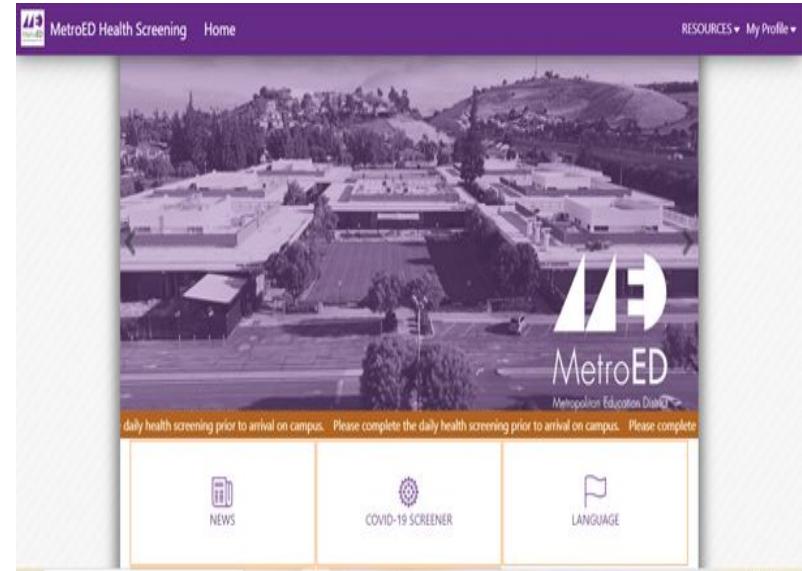 MetroED Health Screening Home RESOURCES My Profile
MetroED
MetroED
Metropolitan Education District
daily health screening prior to arrival on campus. Please complete the daily health screening prior to arrival on campus. Please complete
NEWS COVID-19 SCREENER LANGUAGE